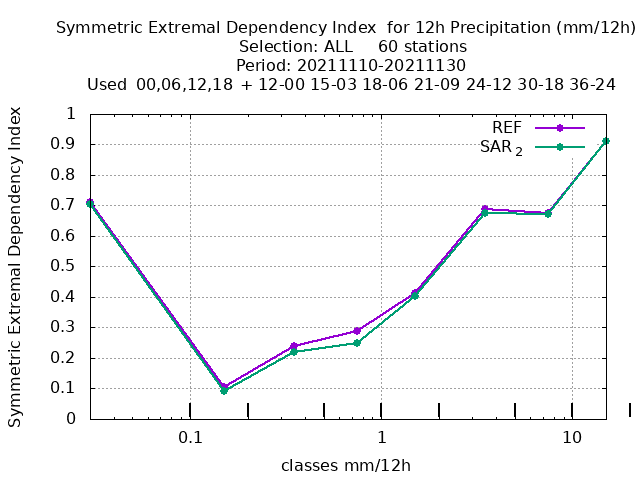 Symmetric Extremal Dependency Index  for 12h Precipitation (mm/12h)
Selection: ALL     60 stations
Period: 20211110-20211130
Used  00,06,12,18 + 12-00 15-03 18-06 21-09 24-12 30-18 36-24
Symmetric Extremal Dependency Index
1
0.9
0.8
0.7
0.6
0.5
0.4
0.3
0.2
0.1
0
REF
SAR 2
0.1
1
10
classes mm/12h